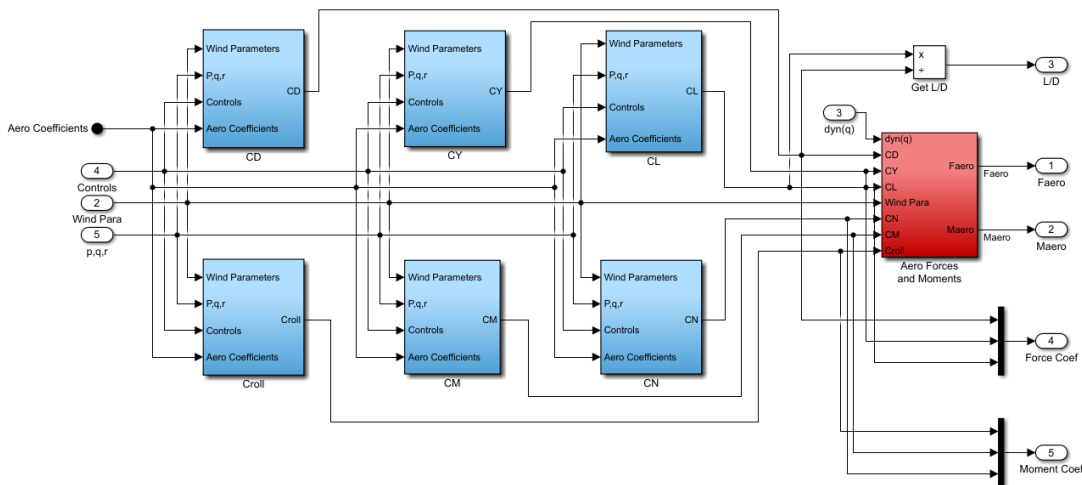 Wind Parameters
P,q,r
Controls
Aero Coefficients
CD
CD
Wind Parameters
P,q,r
Controls
Aero Coefficients
CY
CY
Wind Parameters
P,q,r
Controls
Aero Coefficients
CL
CL
x
÷
Get L/D
3
L/D
Aero Coefficients
4
Controls
2
Wind Para
5
p,q,r
3
dyn(q)
dyn(q)
CD
CY
CL
Wind Para
CN
CM
Croll
Faero
Maero
Aero Forces
and Moments
Faero
Maero
1
Faero
2
Maero
Wind Parameters
P,q,r
Controls
Aero Coefficients
Croll
Croll
Wind Parameters
P,q,r
Controls
Aero Coefficients
CM
CM
Wind Parameters
P,q,r
Controls
Aero Coefficients
CN
CN
4
Force Coef
5
Moment Coef